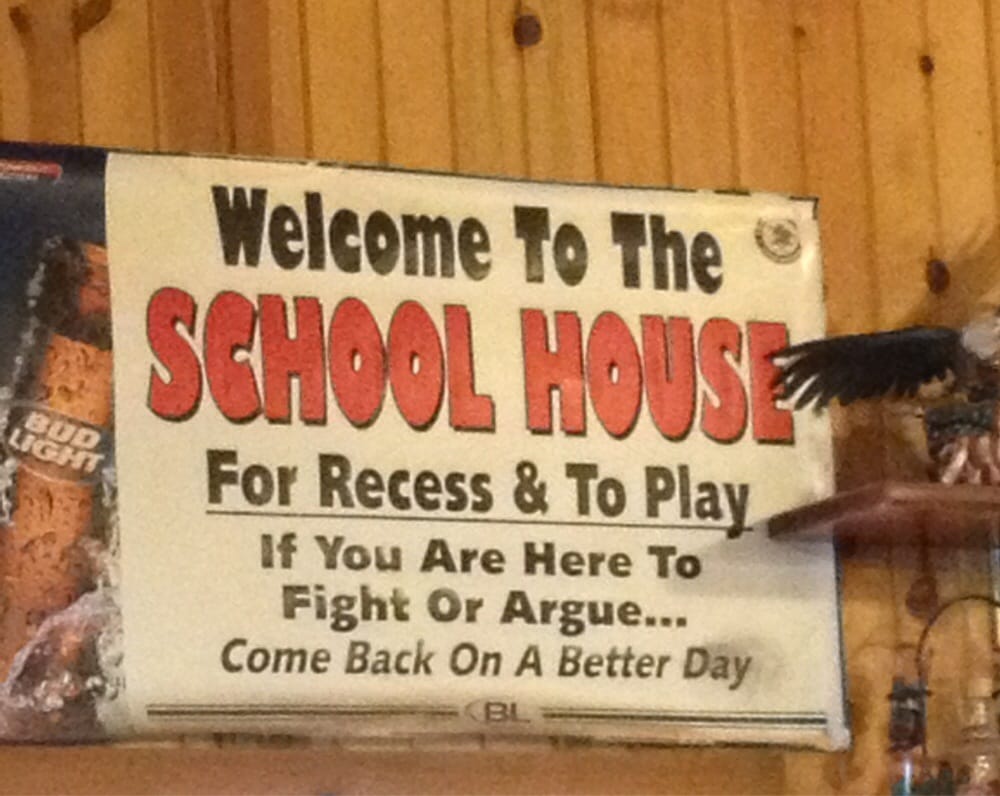 Welcome To The
SCHOOL HOUSE
For Recess & To Play
If You Are Here To
Fight Or Argue...
Come Back On A Better Day
BL
BUD
LIGHT